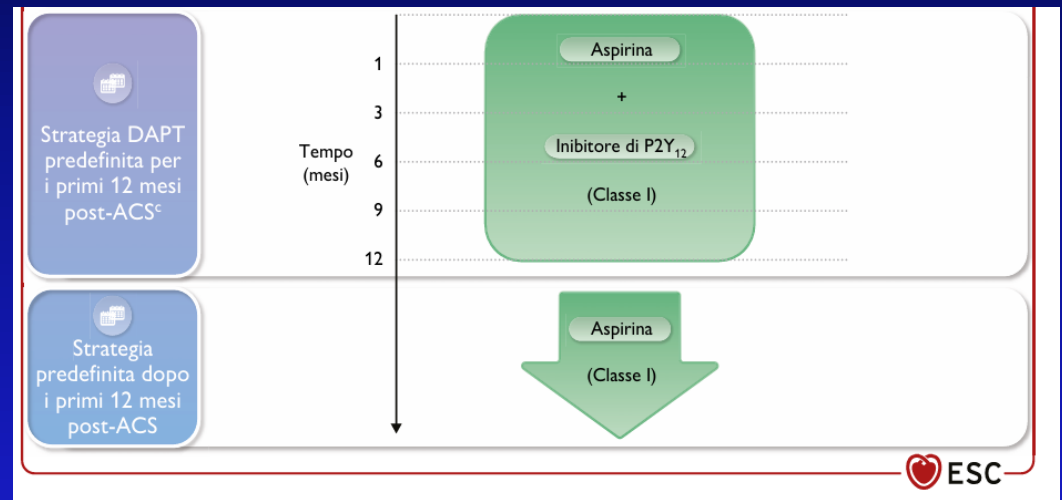 Strategia DAPT
predefinita per
i primi 12 mesi
post-ACSᶜ
Tempo
(mesi)
1
3
6
9
12
Aspirina
+
Inibitore di P2Y₁₂
(Classe I)
Strategia
predefinita dopo
i primi 12 mesi
post-ACS
Aspirina
(Classe I)
ESC